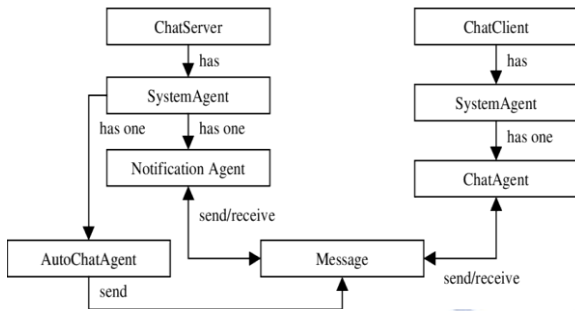 ChatServer
ChatClient
has
has
SystemAgent
SystemAgent
has one
has one
has one
Notification Agent
ChatAgent
send/receive
AutoChatAgent
Message
send/receive
send